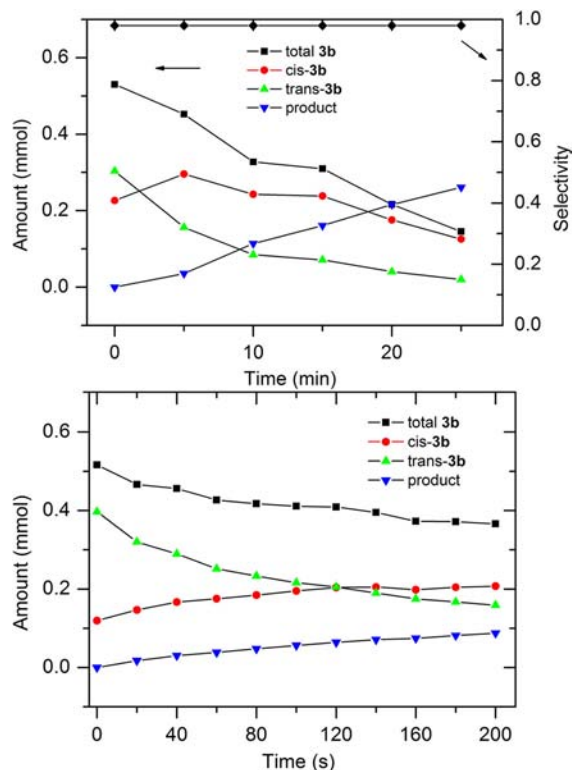 total 3b
cis-3b
trans-3b
product
Amount (mmol)
0.6
0.4
0.2
0.0
Selectivity
1.0
0.8
0.6
0.4
0.2
0.0
0
10
20
Time (min)
total 3b
cis-3b
trans-3b
product
Amount (mmol)
0.6
0.4
0.2
0.0
0
40
80
120
160
200
Time (s)